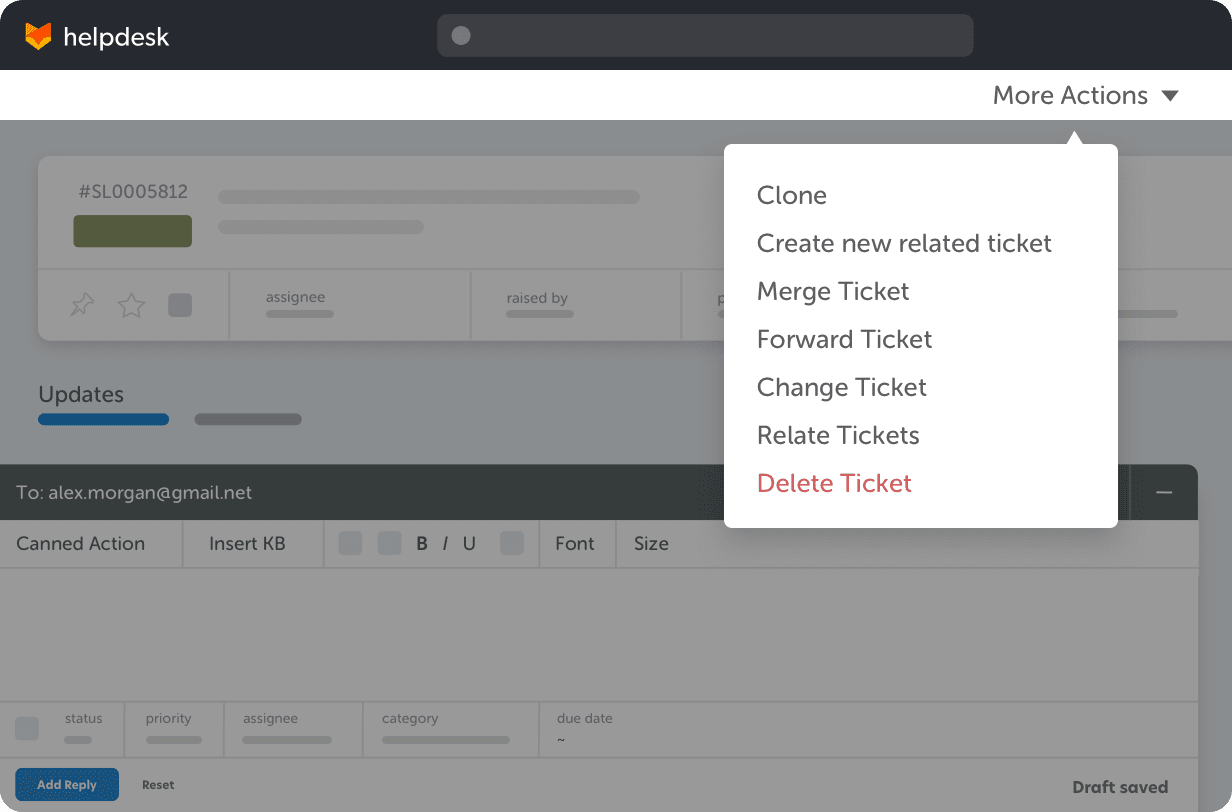 helpdesk
More Actions
#SL0005812
Clone
Create new related ticket
Merge Ticket
Forward Ticket
Change Ticket
Relate Tickets
Delete Ticket
assignee
raised by
Updates
To: alex.morgan@gmail.net
Canned Action Insert KB B I U Font Size
status priority assignee category due date
~
Add Reply Reset Draft saved